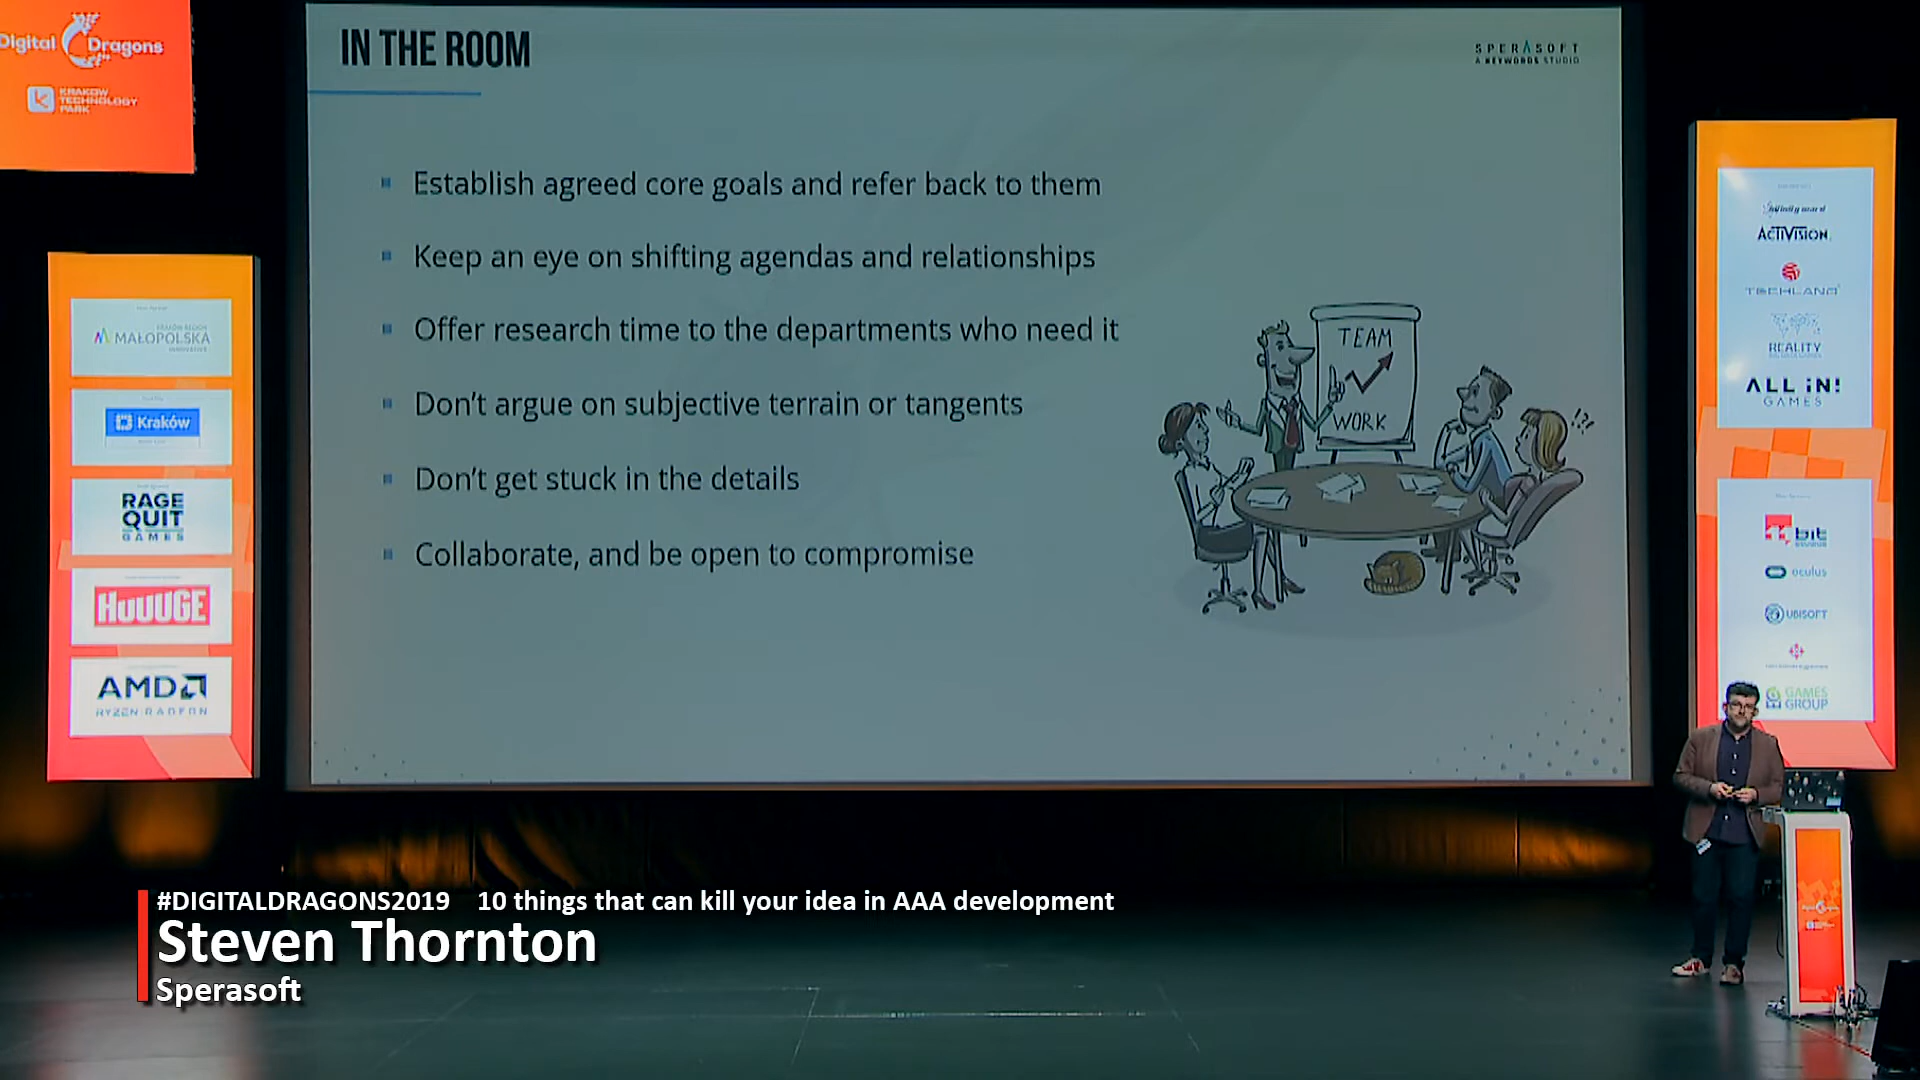 Digital Dragons
KRAKOW
TECHNOLOGY
PARK
IN THE ROOM
SPERASOFT
A KEYWORDS STUDIO
Establish agreed core goals and refer back to them
Keep an eye on shifting agendas and relationships
Offer research time to the departments who need it
Don't argue on subjective terrain or tangents
Don't get stuck in the details
Collaborate, and be open to compromise
TEAM
WORK
!?!
MAŁOPOLSKA
Kraków
RAGE
QUIT
GAMES
HUUUGE
AMD
RYZEN RADEON
ACTIVISION
TECHLAND
REALITY
ALL iN!
GAMES
11 bit
oculus
UBISOFT
GAMES
GROUP
#DIGITALDRAGONS2019 10 things that can kill your idea in AAA development
Steven Thornton
Sperasoft